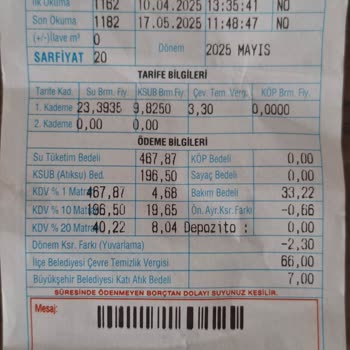 İlk Okuma 1162 10.04.2025 13:35:41 NO
Son Okuma 1182 17.05.2025 11:48:47 NO
(+/-)İlave m³ 0
SARFİYAT 20 Dönem 2025 MAYIS
TARİFE BİLGİLERİ
Tarife Kad. Su Brm. Fiy. KSUB Brm.Fiy. Çev. Tem. Verg. KÖP Brm. Fiy.
1. Kademe 23,3935 9,8250 3,30 0,0000
2. Kademe 0,00 0.00
ÖDEME BİLGİLERİ
Su Tüketim Bedeli 467,87 KÖP Bedeli 0,00
KSUB (Atıksu) Bed. 196,50 Sayaç Bedeli 0,00
KDV % 1 Matra 467,87 4,68 Bakım Bedeli 33,22
KDV % 10 Matra 196,50 19,65 Ön. Ayr.Ksr. Farkı -0,66
KDV % 20 Matra 40,22 8,04 Depozito : 0,00
Dönem Ksr. Farkı (Yuvarlama) -2,30
İlçe Belediyesi Çevre Temizlik Vergisi 66,00
Büyükşehir Belediyesi Katı Atık Bedeli 7,00
SÜRESİNDE ÖDENMEYEN BORÇTAN DOLAYI SUYUNUZ KESİLİR.
Mesaj: